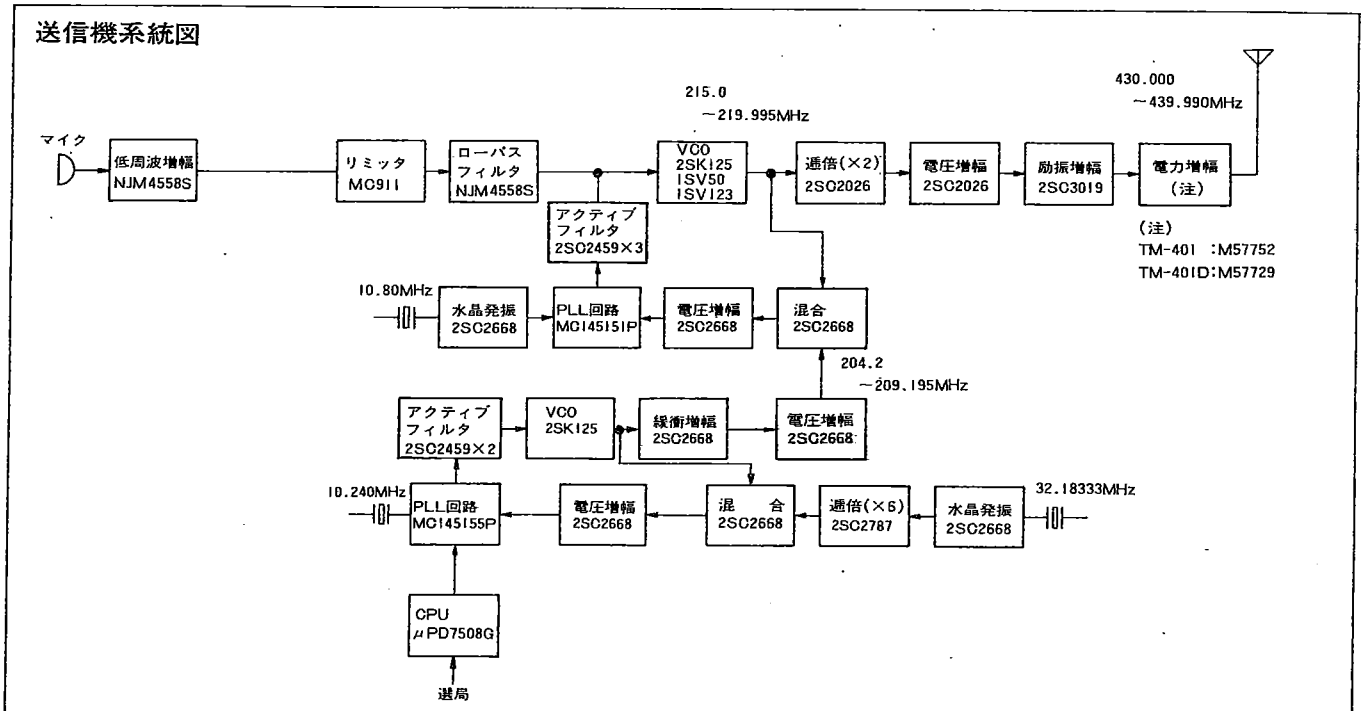 送信機系統図
マイク
低周波増幅
NJM4558S
リミッタ
MC911
ローパス
フィルタ
NJM4558S
215.0
～219.995MHz
VCO
2SK125
1SV50
1SV123
逓倍(×2)
2SC2026
電圧増幅
2SC2026
励振増幅
2SC3019
電力増幅
(注)
430.000
～439.990MHz
(注)
TM-401 :M57752
TM-401D:M57729
アクティブ
フィルタ
2SC2459×3
10.80MHz
水晶発振
2SC2668
PLL回路
MC145151P
電圧増幅
2SC2668
混合
2SC2668
204.2
～209.195MHz
アクティブ
フィルタ
2SC2459×2
VCO
2SK125
緩衝増幅
2SC2668
電圧増幅
2SC2668
10.240MHz
PLL回路
MC145155P
電圧増幅
2SC2668
混 合
2SC2668
逓倍(×6)
2SC2787
水晶発振
2SC2668
32.18333MHz
CPU
μPD7508G
選局